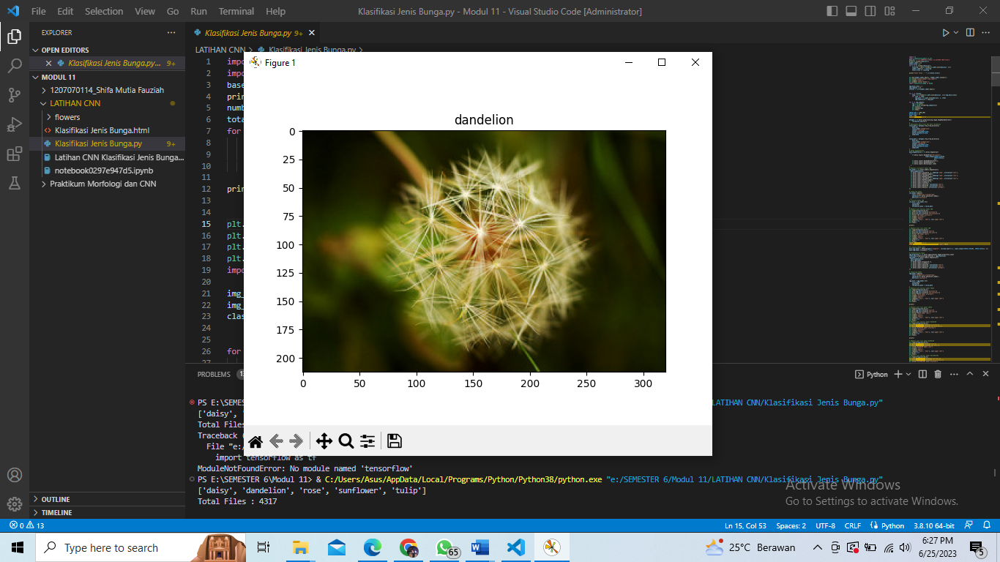 File Edit Selection View Go Run Terminal Help
Klasifikasi Jenis Bunga.py - Modul 11 - Visual Studio Code [Administrator]
EXPLORER
OPEN EDITORS
Klasifikasi Jenis Bunga.py... 9+
MODUL 11
1207070114_Shifa Mutia Fauziah
LATIHAN CNN
flowers
Klasifikasi Jenis Bunga.html
Klasifikasi Jenis Bunga.py 9+
Latihan CNN Klasifikasi Jenis Bunga...
notebook0297e947d5.ipynb
Praktikum Morfologi dan CNN
OUTLINE
TIMELINE
Klasifikasi Jenis Bunga.py 9+
LATIHAN CNN > Klasifikasi Jenis Bunga.py >
1 impo
2 impo
3 base
4 prin
5 numb
6 tota
7 for
8
9
10
11
12 prin
13
14
15 plt.
16 plt.
17 plt.
18 plt.
19 impo
20
21 img_
22 img_
23 clas
24
25
26 for
27
Figure 1
dandelion
0
25
50
75
100
125
150
175
200
0 50 100 150 200 250 300
PROBLEMS
Python
PS E:\SEMES
LATIHAN CNN/Klasifikasi Jenis Bunga.py"
['daisy', '
Total Files
Traceback (
File "e:/
import tensorflow as tf
ModuleNotFoundError: No module named 'tensorflow'
PS E:\SEMESTER 6\Modul 11> & C:/Users/Asus/AppData/Local/Programs/Python/Python38/python.exe "e:/SEMESTER 6/Modul 11/LATIHAN CNN/Klasifikasi Jenis Bunga.py"
['daisy', 'dandelion', 'rose', 'sunflower', 'tulip']
Total Files : 4317
Activate Windows
Go to Settings to activate Windows.
0 13
Ln 15, Col 53 Spaces: 2 UTF-8 CRLF Python 3.8.10 64-bit
Type here to search
65
25°C Berawan
6:27 PM
6/25/2023
5